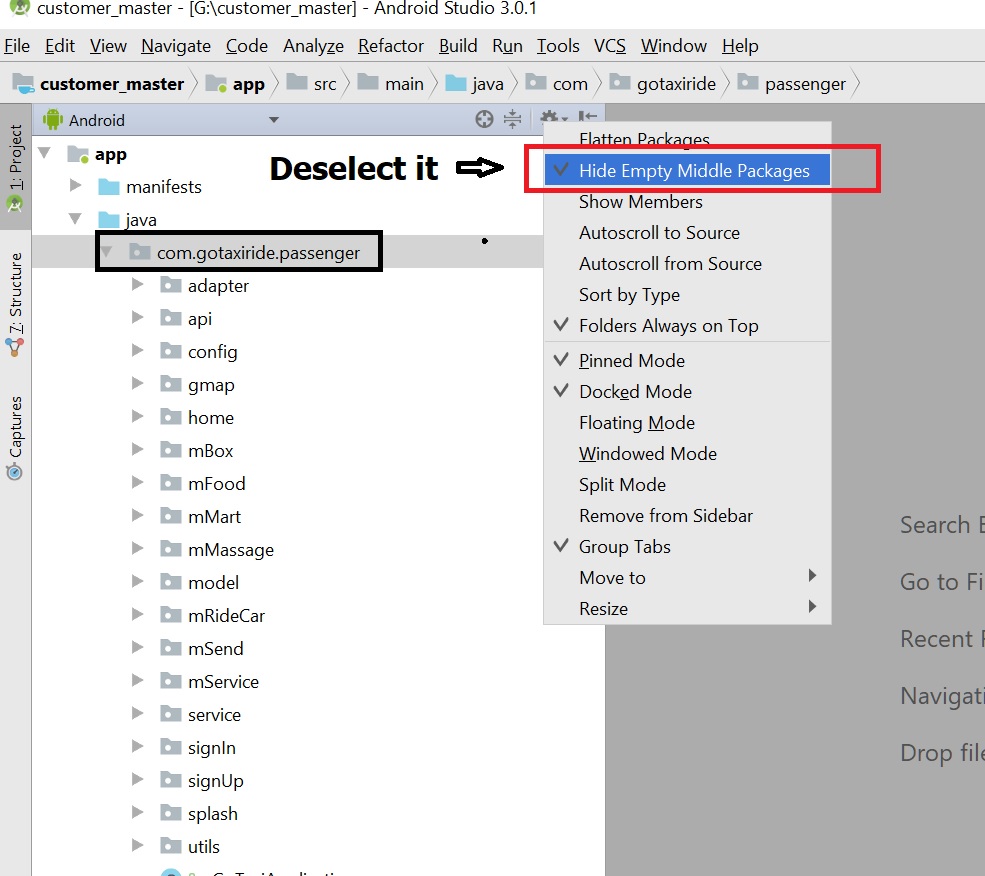 customer_master - [G:\customer_master] - Android Studio 3.0.1
File Edit View Navigate Code Analyze Refactor Build Run Tools VCS Window Help
customer_master app src main java com gotaxiride passenger
1: Project
7: Structure
Captures
Android
app
manifests
java
com.gotaxiride.passenger
adapter
api
config
gmap
home
mBox
mFood
mMart
mMassage
model
mRideCar
mSend
mService
service
signIn
signUp
splash
utils
Deselect it
Flatten Packages
Hide Empty Middle Packages
Show Members
Autoscroll to Source
Autoscroll from Source
Sort by Type
Folders Always on Top
Pinned Mode
Docked Mode
Floating Mode
Windowed Mode
Split Mode
Remove from Sidebar
Group Tabs
Move to
Resize
Search
Go to
Recent
Drop